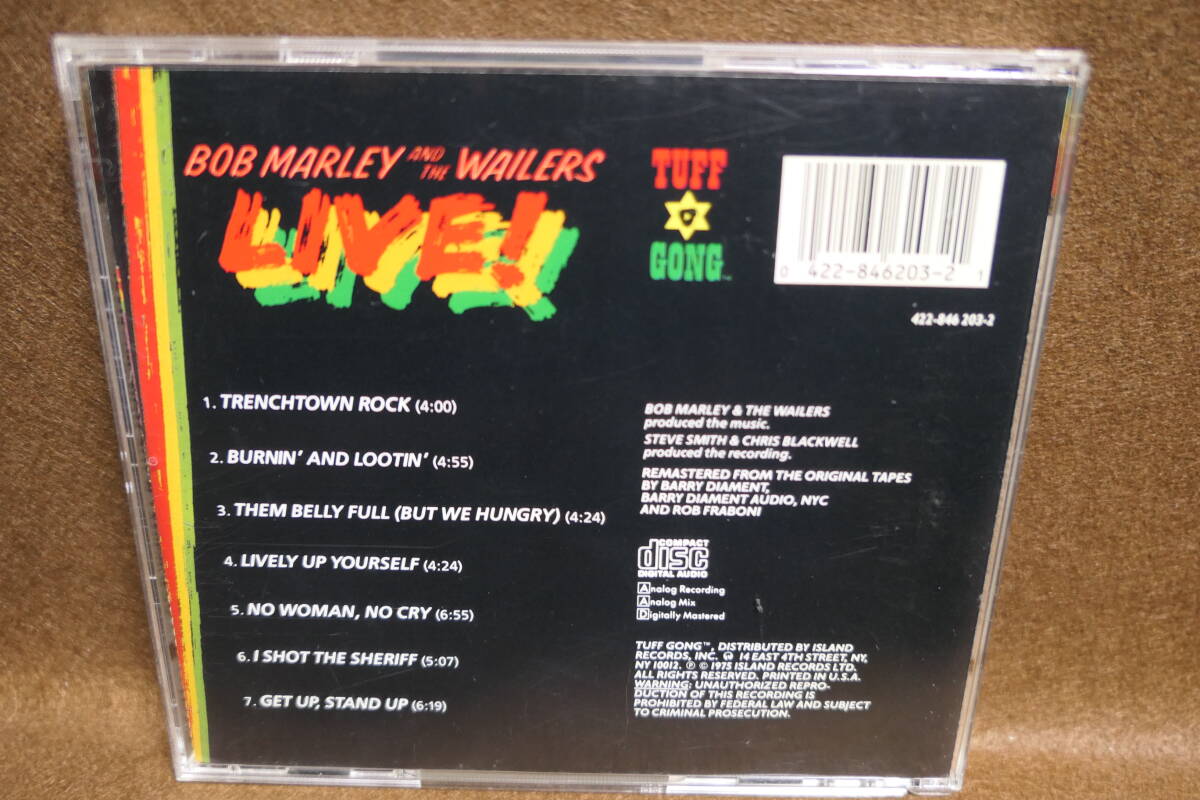 BOB MARLEY AND THE WAILERS
LIVE!
TUFF
GONG™
0 422-846203-2 1
422-846 203-2
1. TRENCHTOWN ROCK (4:00)
2. BURNIN' AND LOOTIN' (4:55)
3. THEM BELLY FULL (BUT WE HUNGRY) (4:24)
4. LIVELY UP YOURSELF (4:24)
5. NO WOMAN, NO CRY (6:55)
6. I SHOT THE SHERIFF (5:07)
7. GET UP, STAND UP (6:19)
BOB MARLEY & THE WAILERS
produced the music.
STEVE SMITH & CHRIS BLACKWELL
produced the recording.
REMASTERED FROM THE ORIGINAL TAPES
BY BARRY DIAMENT,
BARRY DIAMENT AUDIO, NYC
AND ROB FRABONI
COMPACT
disc
DIGITAL AUDIO
Analog Recording
Analog Mix
Digitally Mastered
TUFF GONG™, DISTRIBUTED BY ISLAND
RECORDS, INC. 14 EAST 4TH STREET, NY,
NY 10012. ℗ © 1975 ISLAND RECORDS LTD.
ALL RIGHTS RESERVED. PRINTED IN U.S.A.
WARNING: UNAUTHORIZED REPRO-
DUCTION OF THIS RECORDING IS
PROHIBITED BY FEDERAL LAW AND SUBJECT
TO CRIMINAL PROSECUTION.